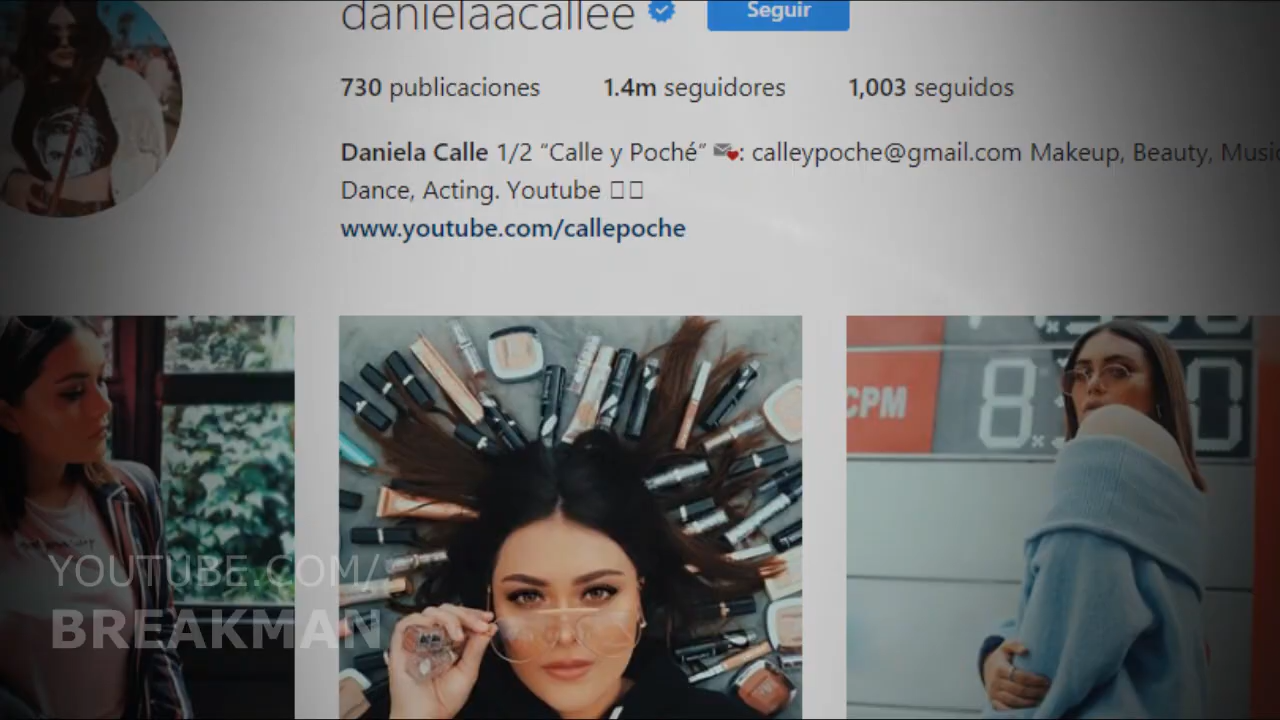 danielaacallee
Seguir
730 publicaciones 1.4m seguidores 1,003 seguidos
Daniela Calle 1/2 “Calle y Poché” : calleypoche@gmail.com Makeup, Beauty, Music
Dance, Acting. Youtube
www.youtube.com/callepoche
CPM
YOUTUBE.COM/
BREAKMAN